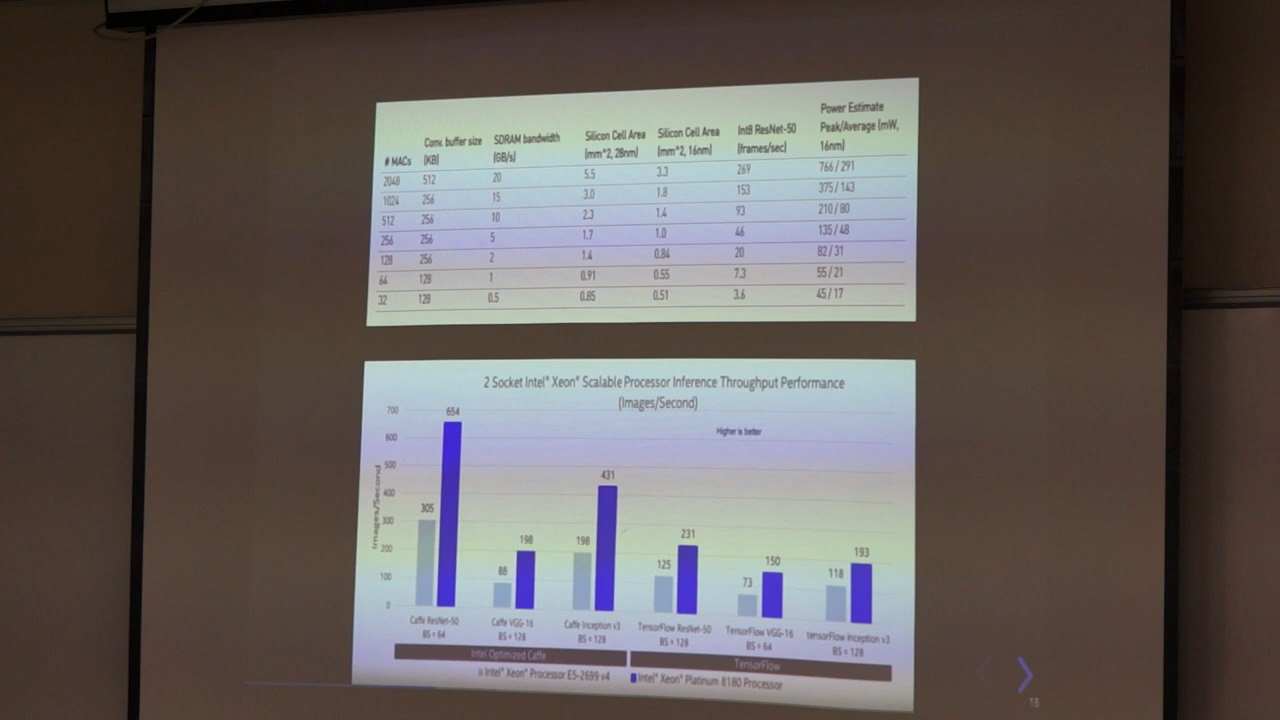 # MACs Conv. buffer size (KB) SDRAM bandwidth (GB/s) Silicon Cell Area (mm^2, 28nm) Silicon Cell Area (mm^2, 16nm) Int8 ResNet-50 (frames/sec) Power Estimate Peak/Average (mW, 16nm)
2048 512 20 5.5 3.3 269 766 / 291
1024 256 15 3.0 1.8 153 375 / 143
512 256 10 2.3 1.4 93 210 / 80
256 256 5 1.7 1.0 46 135 / 48
128 256 2 1.4 0.84 20 82 / 31
64 128 1 0.91 0.55 7.3 55 / 21
32 128 0.5 0.85 0.51 3.6 45 / 17
2 Socket Intel® Xeon® Scalable Processor Inference Throughput Performance
(Images/Second)
Higher is better
Images/Second
700
600
500
400
300
200
100
0
305 654 88 198 198 431 125 231 73 150 118 193
Caffe ResNet-50 Caffe VGG-16 Caffe Inception v3 TensorFlow ResNet-50 TensorFlow VGG-16 tensorFlow Inception v3
BS = 64 BS = 128 BS = 128 BS = 128 BS = 64 BS = 128
Intel Optimized Caffe TensorFlow
Intel® Xeon® Processor E5-2699 v4 Intel® Xeon® Platinum 8180 Processor
18